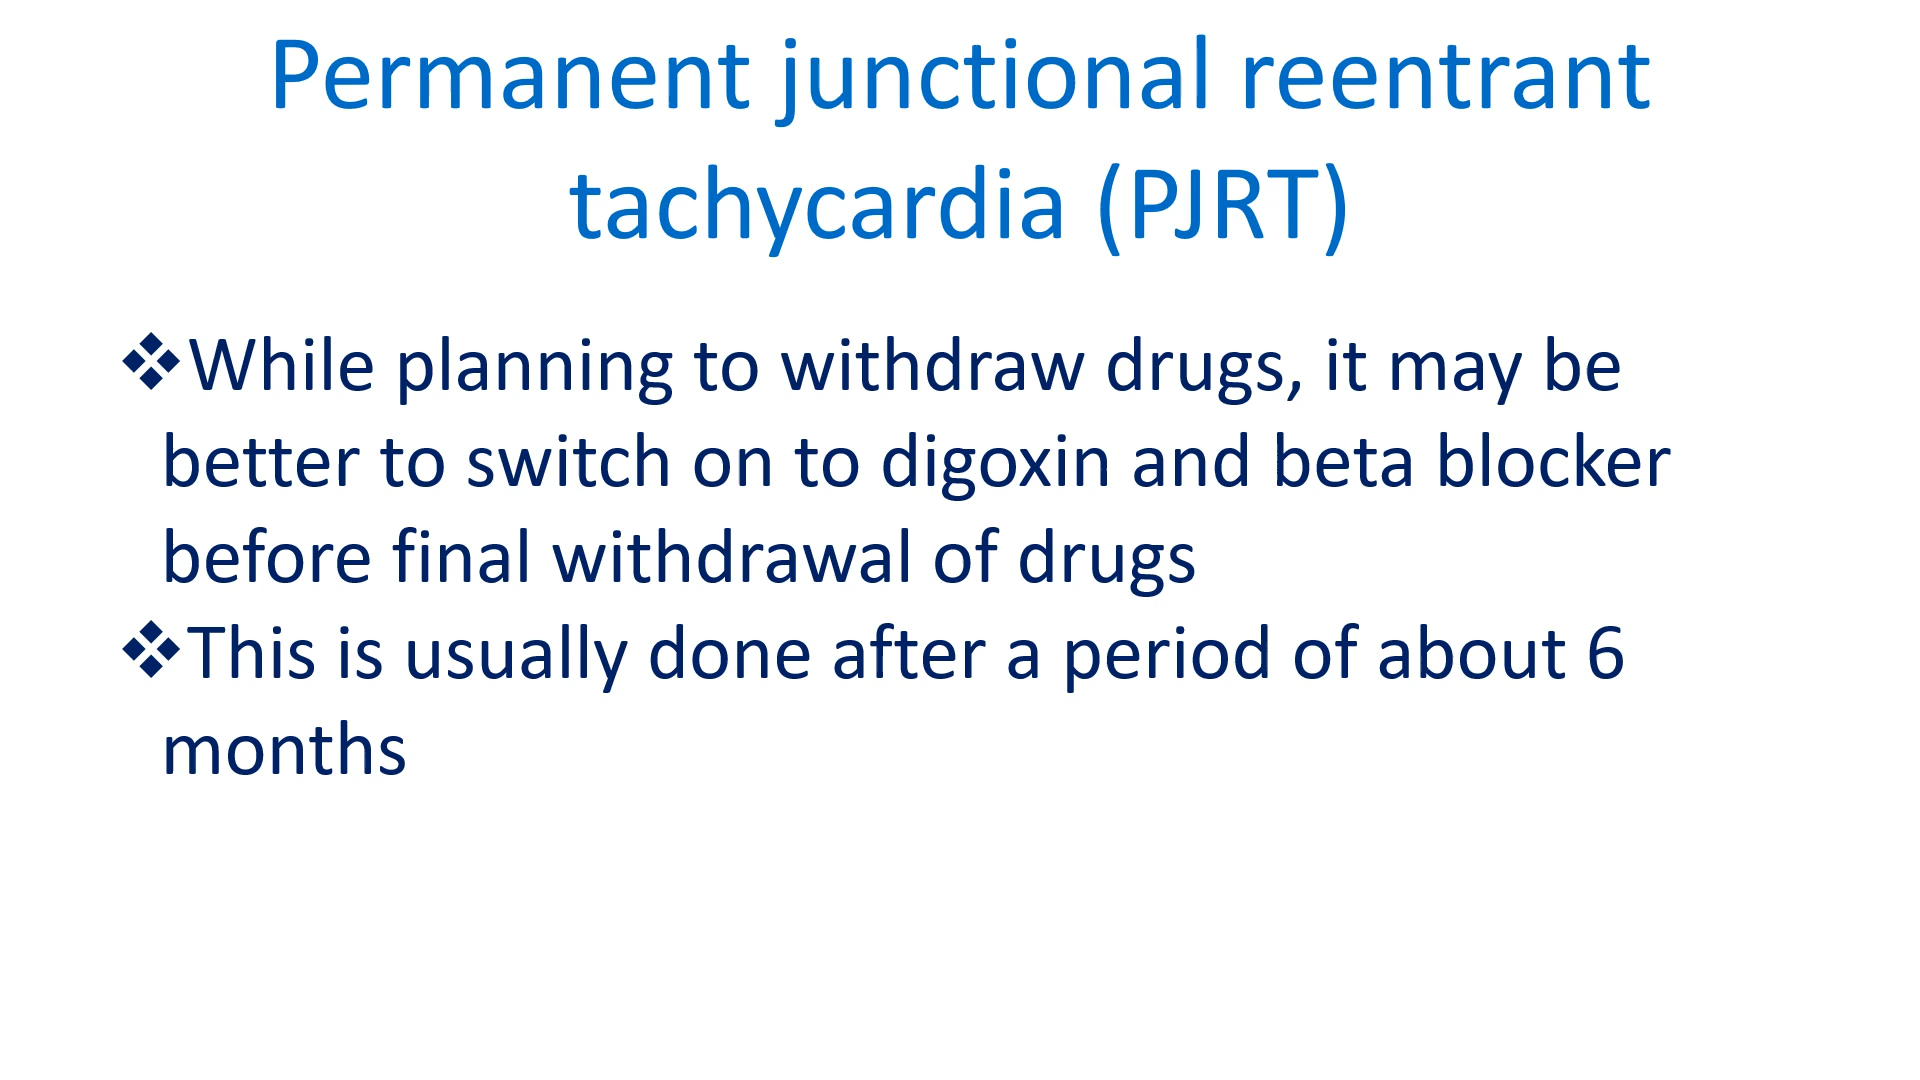 Permanent junctional reentrant
tachycardia (PJRT)
❖While planning to withdraw drugs, it may be
better to switch on to digoxin and beta blocker
before final withdrawal of drugs
❖This is usually done after a period of about 6
months